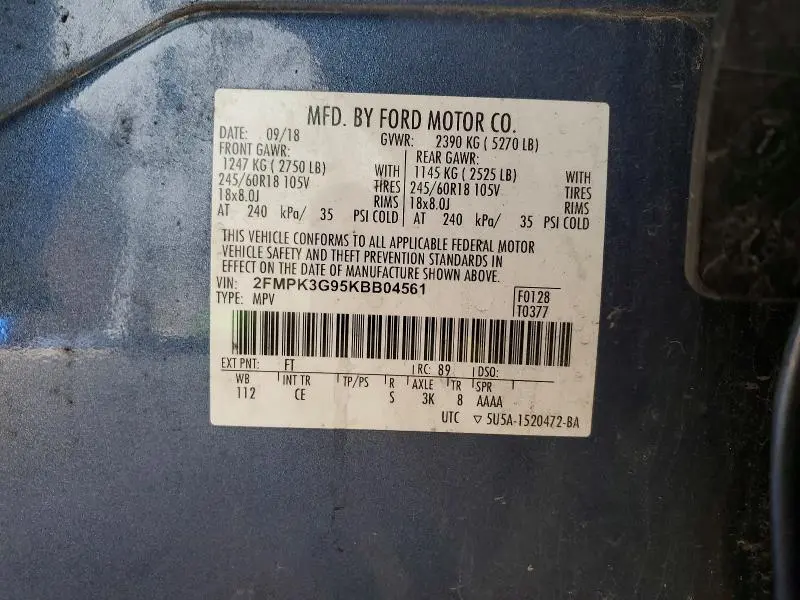 MFD. BY FORD MOTOR CO.
DATE: 09/18 GVWR: 2390 KG ( 5270 LB)
FRONT GAWR: REAR GAWR:
1247 KG ( 2750 LB) WITH 1145 KG ( 2525 LB) WITH
245/60R18 105V TIRES 245/60R18 105V TIRES
18x8.0J RIMS 18x8.0J RIMS
AT 240 kPa/ 35 PSI COLD AT 240 kPa/ 35 PSI COLD
THIS VEHICLE CONFORMS TO ALL APPLICABLE FEDERAL MOTOR
VEHICLE SAFETY AND THEFT PREVENTION STANDARDS IN
EFFECT ON THE DATE OF MANUFACTURE SHOWN ABOVE.
VIN: 2FMPK3G95KBB04561 F0128
TYPE: MPV T0377
EXT PNT: FT RC: 89 DSO:
WB INT TR TP/PS R AXLE TR SPR
112 CE S 3K 8 AAAA
UTC ▽ 5U5A-1520472-BA